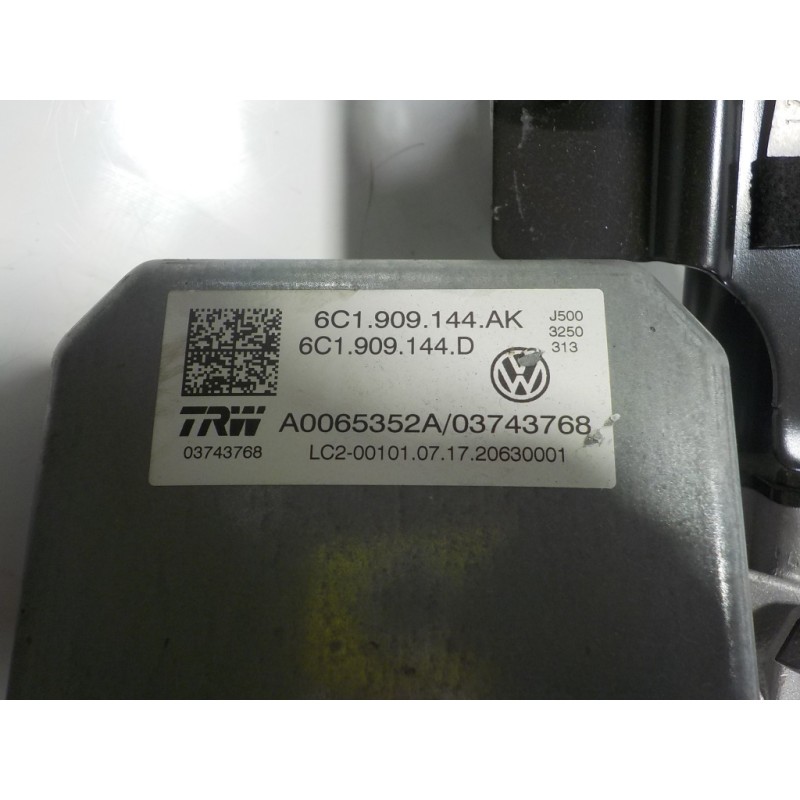 6C1.909.144.AK
6C1.909.144.D
J500
3250
313
TRW
A0065352A/03743768
03743768
LC2-00101.07.17.20630001